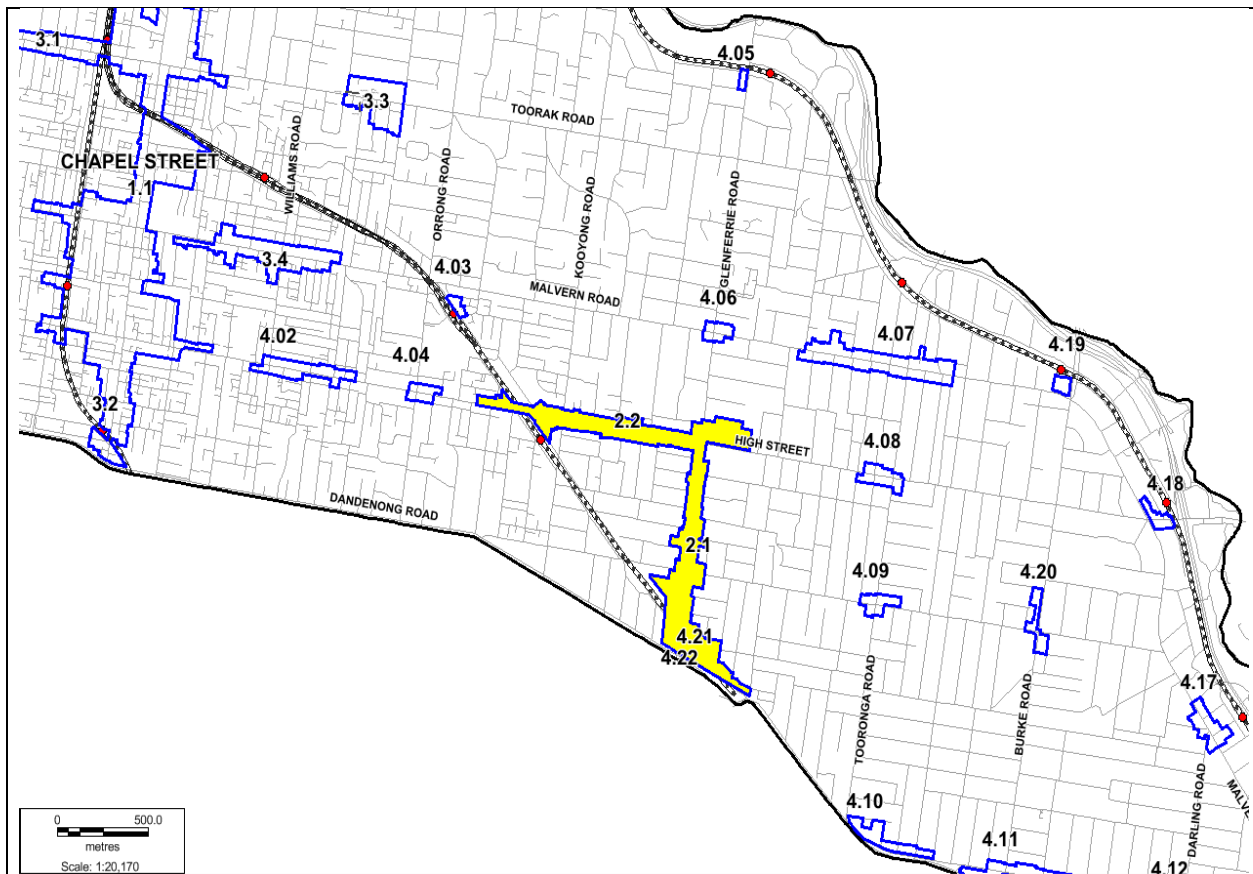 3.1
4.05
3.3
TOORAK ROAD
WILLIAMS ROAD
CHAPEL STREET
1.1
ORRONG ROAD
KOOYONG ROAD
GLENFERRIE ROAD
3.4
4.03
MALVERN ROAD
4.06
4.07
4.02
4.04
4.19
3.2
2.2
HIGH STREET
4.08
DANDENONG ROAD
4.18
2.1
4.09
4.20
4.21
4.22
TOORONGA ROAD
BURKE ROAD
4.17
DARLING ROAD
4.10
4.11
4.12
0 500.0
metres
Scale: 1:20,170